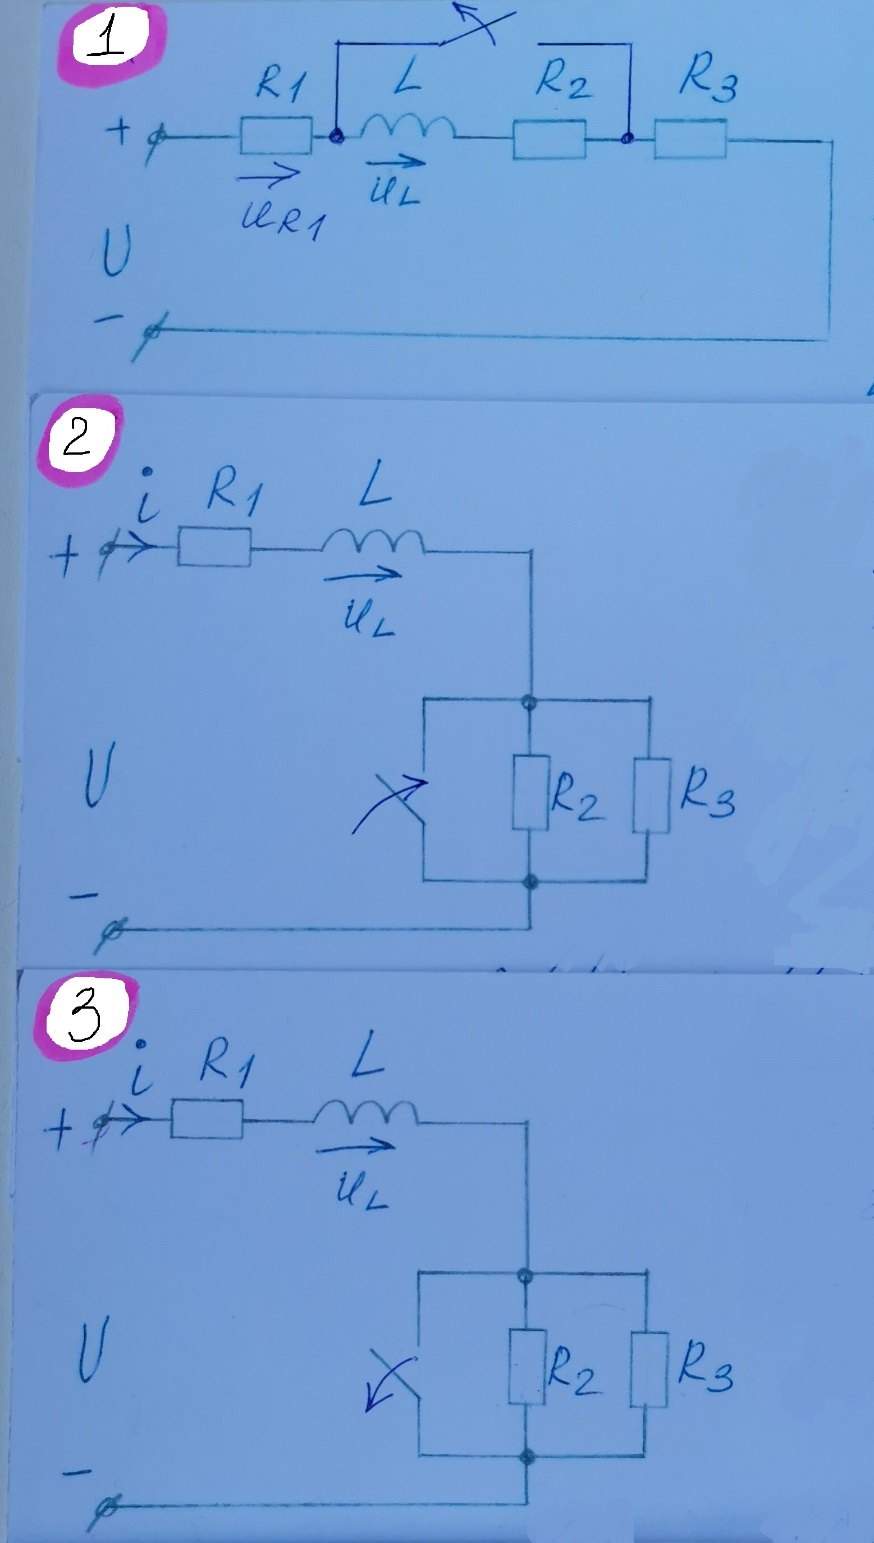 1
R1 L R2 R3
+
uR1 uL
U
−
2
i R1 L
+
uL
U R2 R3
−
3
i R1 L
+
uL
U R2 R3
−